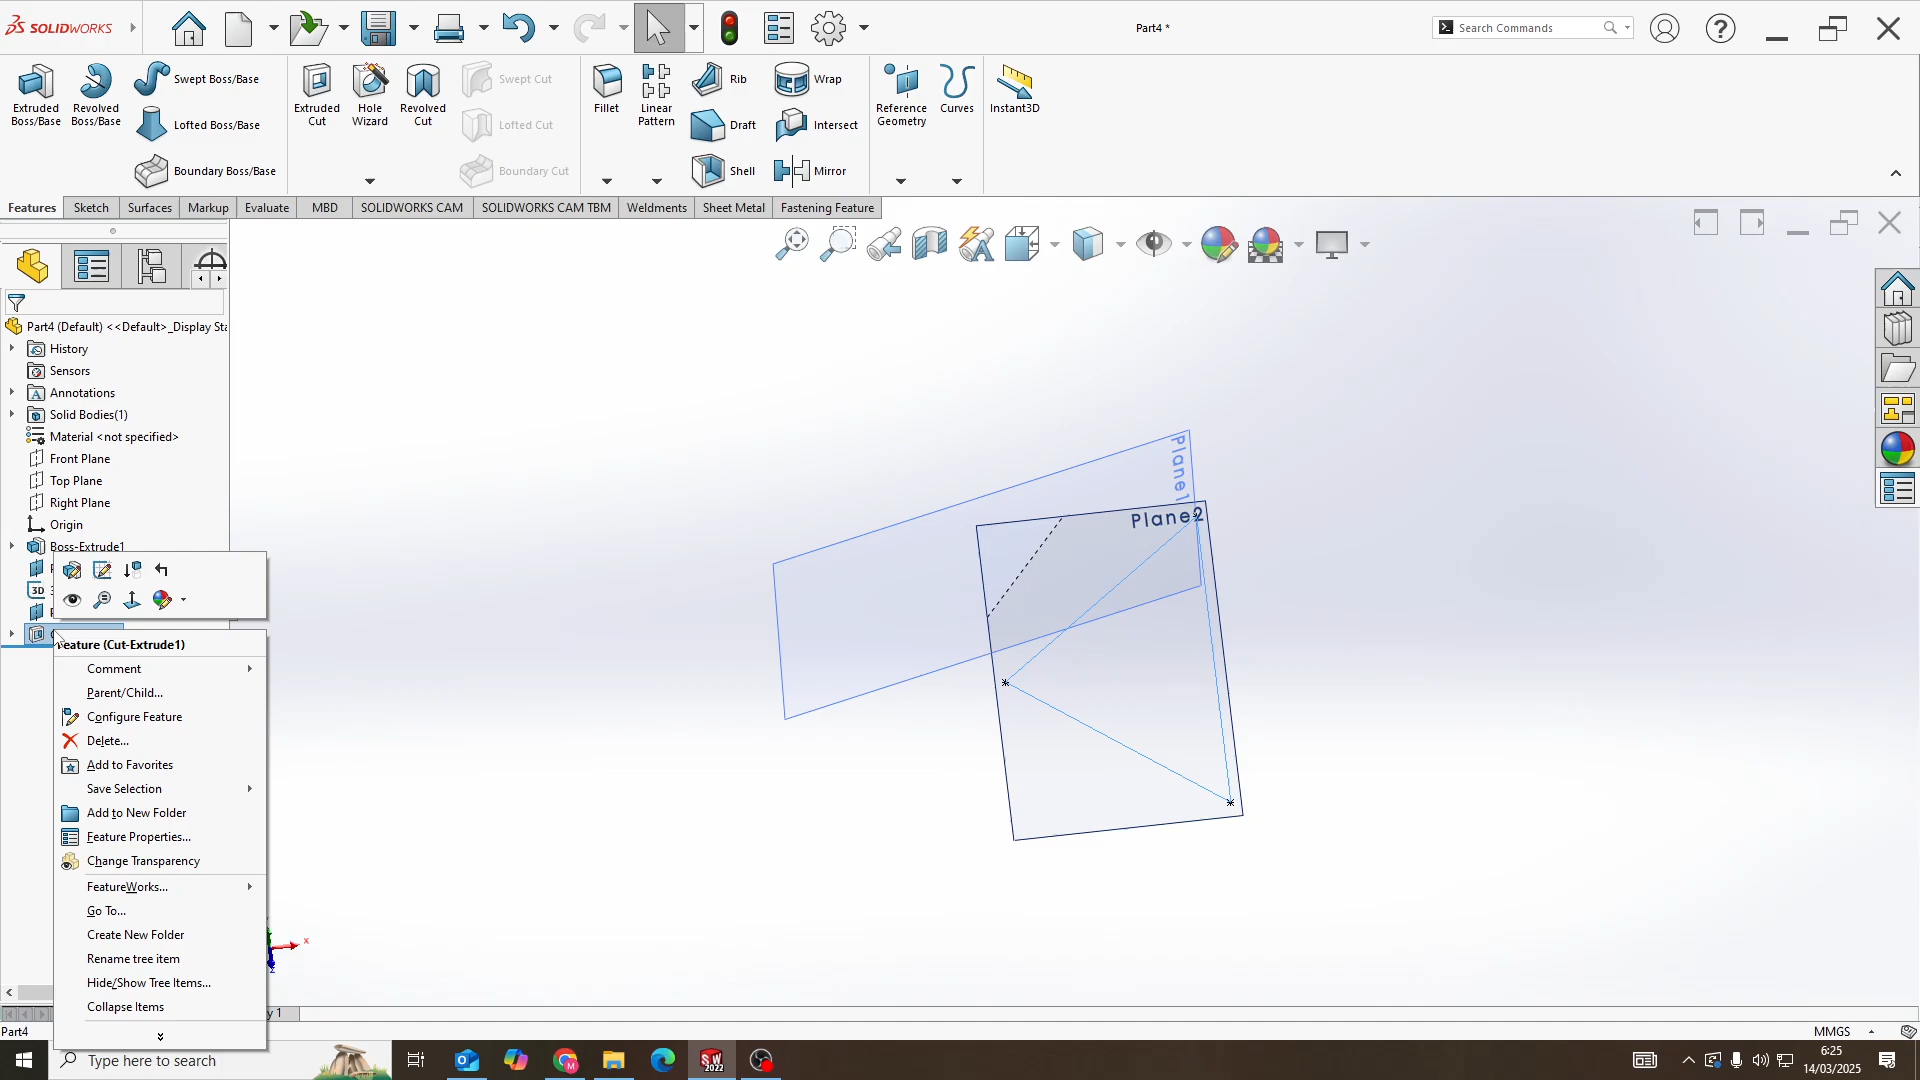 SOLIDWORKS
Part4 *
Search Commands
Extruded Boss/Base
Revolved Boss/Base
Swept Boss/Base
Lofted Boss/Base
Boundary Boss/Base
Extruded Cut
Hole Wizard
Revolved Cut
Swept Cut
Lofted Cut
Boundary Cut
Fillet
Linear Pattern
Rib
Draft
Shell
Wrap
Intersect
Mirror
Reference Geometry
Curves
Instant3D
Features
Sketch
Surfaces
Markup
Evaluate
MBD
SOLIDWORKS CAM
SOLIDWORKS CAM TBM
Weldments
Sheet Metal
Fastening Feature
Part4 (Default) <<Default>_Display Sta
History
Sensors
Annotations
Solid Bodies(1)
Material <not specified>
Front Plane
Top Plane
Right Plane
Origin
Boss-Extrude1
3D
Feature (Cut-Extrude1)
Comment
Parent/Child...
Configure Feature
Delete...
Add to Favorites
Save Selection
Add to New Folder
Feature Properties...
Change Transparency
FeatureWorks...
Go To...
Create New Folder
Rename tree item
Hide/Show Tree Items...
Collapse Items
Plane1
Plane2
x
z
Part4
MMGS
Type here to search
SW 2022
6:25
14/03/2025